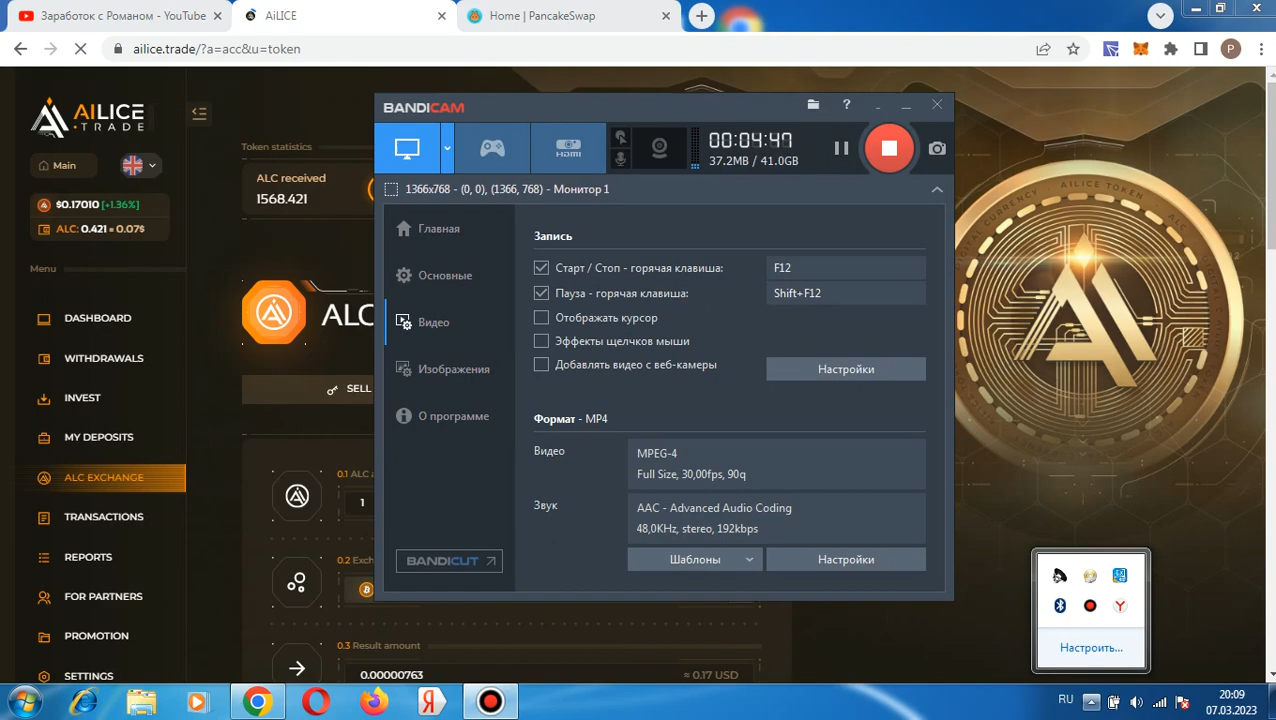 Заработок с Романом - YouTube
AiLICE
Home | PancakeSwap
ailice.trade/?a=acc&u=token
P
AILICE
TRADE
Main
$0.17010 [+1.36%]
ALC: 0.421 = 0.07$
Menu
DASHBOARD
WITHDRAWALS
INVEST
MY DEPOSITS
ALC EXCHANGE
TRANSACTIONS
REPORTS
FOR PARTNERS
PROMOTION
SETTINGS
Token statistics
ALC received
1568.421
ALC
SELL
0.1 ALC
1
0.2 Exch
0.3 Result amount
0.00000763
≈ 0.17 USD
BANDICAM
HDMI
00:04:47
37.2MB / 41.0GB
1366x768 - (0, 0), (1366, 768) - Монитор 1
Главная
Основные
Видео
Изображения
О программе
BANDICUT
Запись
Старт / Стоп - горячая клавиша:
F12
Пауза - горячая клавиша:
Shift+F12
Отображать курсор
Эффекты щелчков мыши
Добавлять видео с веб-камеры
Настройки
Формат - MP4
Видео
MPEG-4
Full Size, 30,00fps, 90q
Звук
AAC - Advanced Audio Coding
48,0KHz, stereo, 192kbps
Шаблоны
Настройки
Настроить...
RU
20:09
07.03.2023